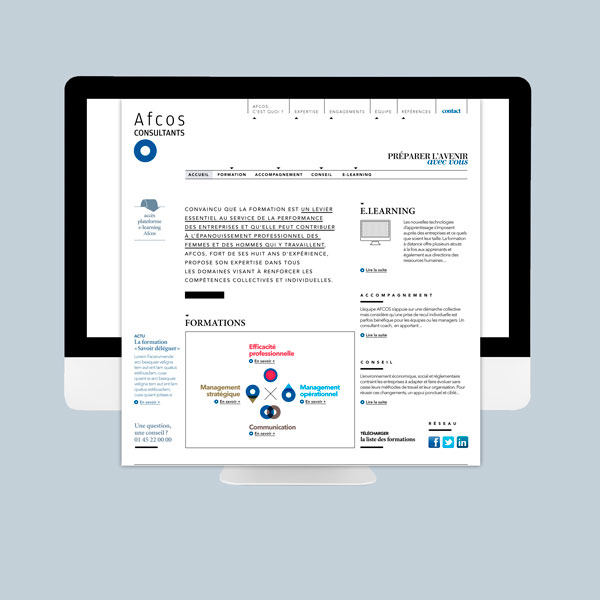 Afcos
CONSULTANTS
AFCOS,
C'EST QUOI ?
EXPERTISE
ENGAGEMENTS
ÉQUIPE
RÉFÉRENCES
contact
PRÉPARER L'AVENIR
avec vous
ACCUEIL
FORMATION
ACCOMPAGNEMENT
CONSEIL
E-LEARNING
accès
plateforme
e-learning
Afcos
CONVAINCU QUE LA FORMATION EST UN LEVIER
ESSENTIEL AU SERVICE DE LA PERFORMANCE
DES ENTREPRISES ET QU'ELLE PEUT CONTRIBUER
À L'ÉPANOUISSEMENT PROFESSIONNEL DES
FEMMES ET DES HOMMES QUI Y TRAVAILLENT,
AFCOS, FORT DE SES HUIT ANS D'EXPÉRIENCE,
PROPOSE SON EXPERTISE DANS TOUS
LES DOMAINES VISANT À RENFORCER LES
COMPÉTENCES COLLECTIVES ET INDIVIDUELLES.
E.LEARNING
Les nouvelles technologies
d'apprentissage s'imposent
auprès des entreprises et ce quels
que soient leur taille. La formation
à distance offre plusieurs atouts
à la fois aux apprenants et
également aux directions des
ressources humaines ...
Lire la suite
ACCOMPAGNEMENT
L'équipe AFCOS s'appuie sur une démarche collective
mais considère qu'une prise de recul individuelle est
parfois bénéfique pour les équipes ou les managers. Un
consultant coach, en apportant ...
Lire la suite
CONSEIL
L'environnement économique, social et réglementaire
contraint les entreprises à adapter et faire évoluer sans
cesse leurs méthodes de travail et leur organisation. Pour
réussir ces changements, un appui ponctuel et ciblé...
Lire la suite
FORMATIONS
Efficacité
professionnelle
En savoir +
Management
stratégique
En savoir +
Management
opérationnel
En savoir +
Communication
En savoir +
ACTU
La formation
« Savoir déléguer »
En savoir +
Une question,
une conseil ?
01 45 22 00 00
TÉLÉCHARGER
la liste des formations
RÉSEAU